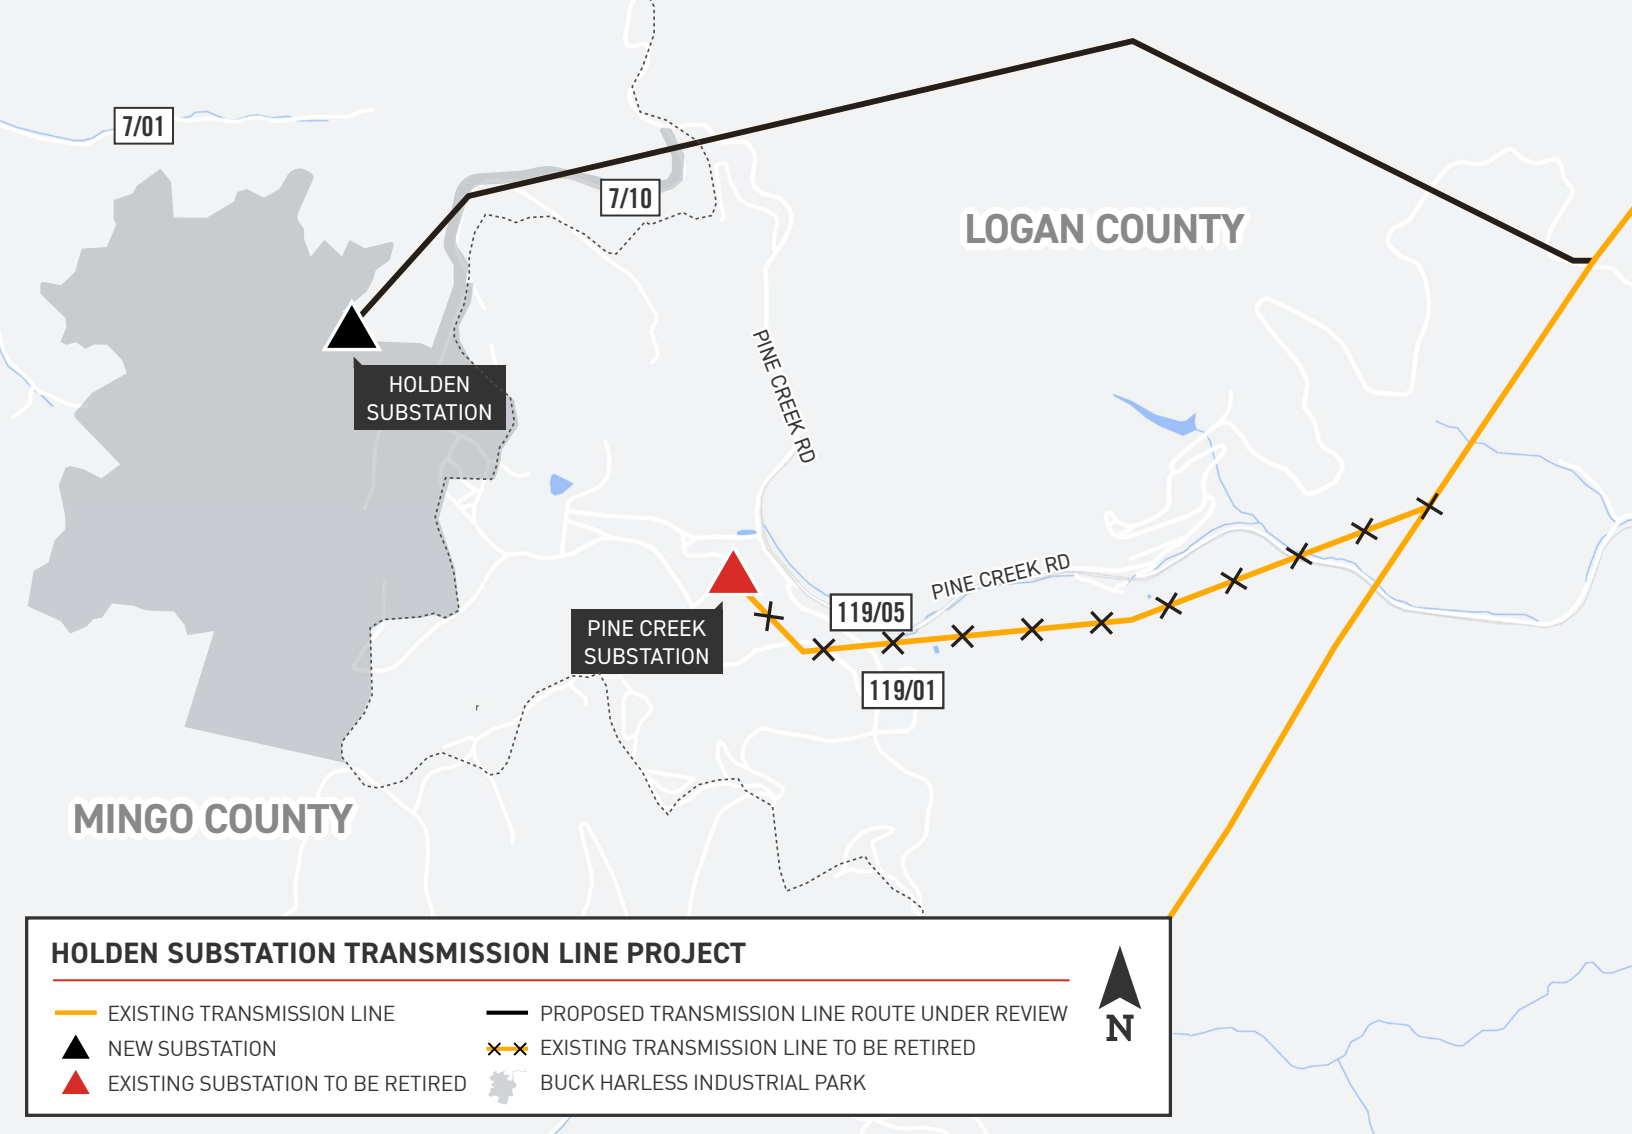 7/01
7/10
LOGAN COUNTY
HOLDEN
SUBSTATION
PINE CREEK RD
PINE CREEK RD
119/05
PINE CREEK
SUBSTATION
119/01
r
MINGO COUNTY
HOLDEN SUBSTATION TRANSMISSION LINE PROJECT
EXISTING TRANSMISSION LINE
NEW SUBSTATION
EXISTING SUBSTATION TO BE RETIRED
PROPOSED TRANSMISSION LINE ROUTE UNDER REVIEW
EXISTING TRANSMISSION LINE TO BE RETIRED
BUCK HARLESS INDUSTRIAL PARK
N